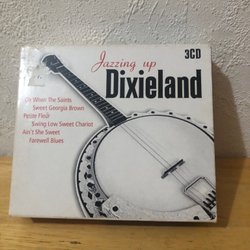 Jazzing up
3CD
Dixieland
Oh When The Saints
Sweet Georgia Brown
Petite Fleur
Swing Low Sweet Chariot
Ain't She Sweet
Farewell Blues